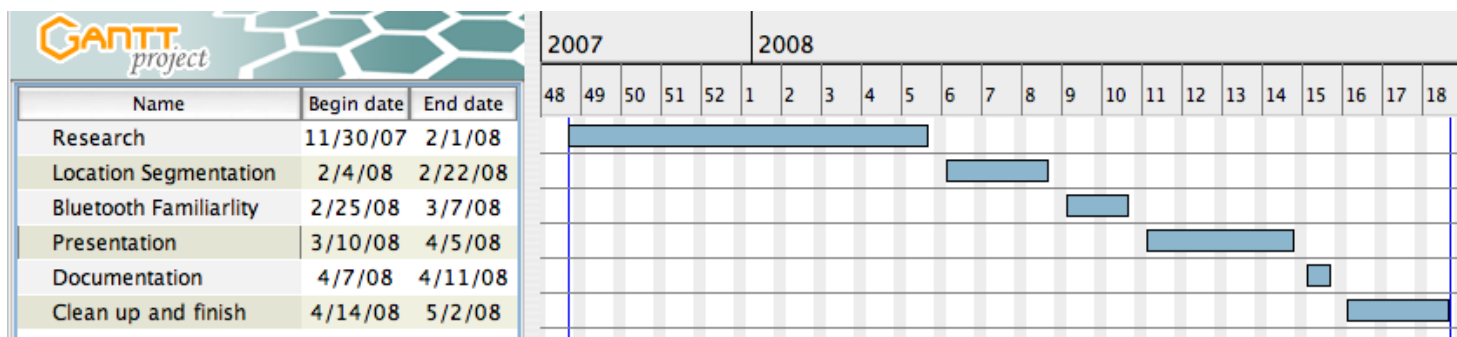 GANTT
project
2007 2008
48 49 50 51 52 1 2 3 4 5 6 7 8 9 10 11 12 13 14 15 16 17 18
Name Begin date End date
Research 11/30/07 2/1/08
Location Segmentation 2/4/08 2/22/08
Bluetooth Familiarlity 2/25/08 3/7/08
Presentation 3/10/08 4/5/08
Documentation 4/7/08 4/11/08
Clean up and finish 4/14/08 5/2/08